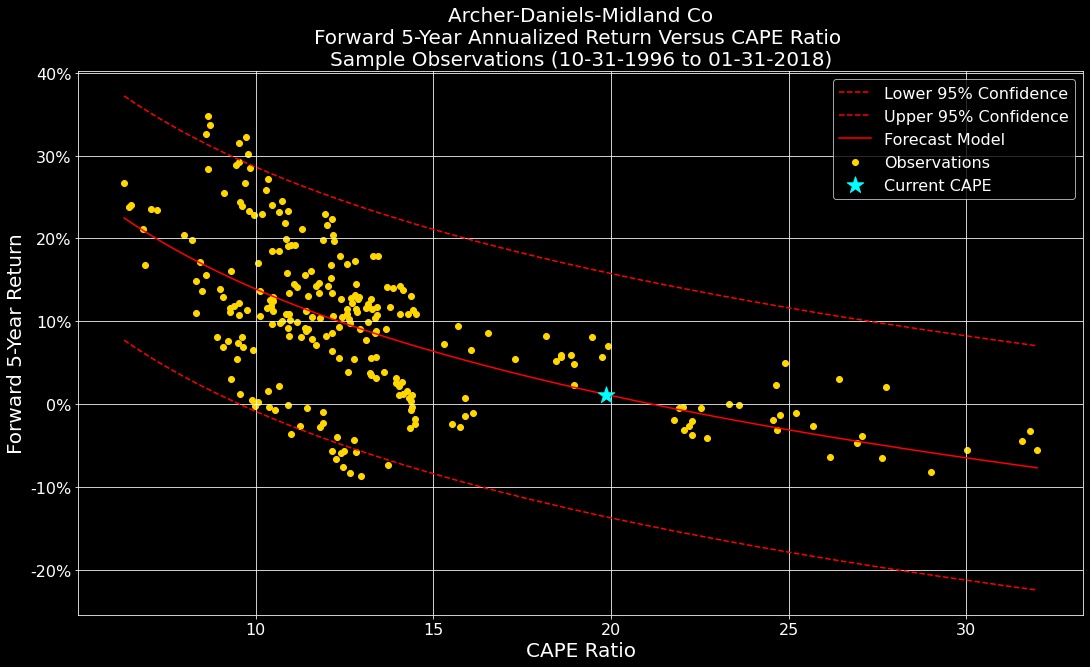 Archer-Daniels-Midland Co
Forward 5-Year Annualized Return Versus CAPE Ratio
Sample Observations (10-31-1996 to 01-31-2018)
Lower 95% Confidence
Upper 95% Confidence
Forecast Model
Observations
Current CAPE
Forward 5-Year Return
40%
30%
20%
10%
0%
-10%
-20%
10
15
20
25
30
CAPE Ratio